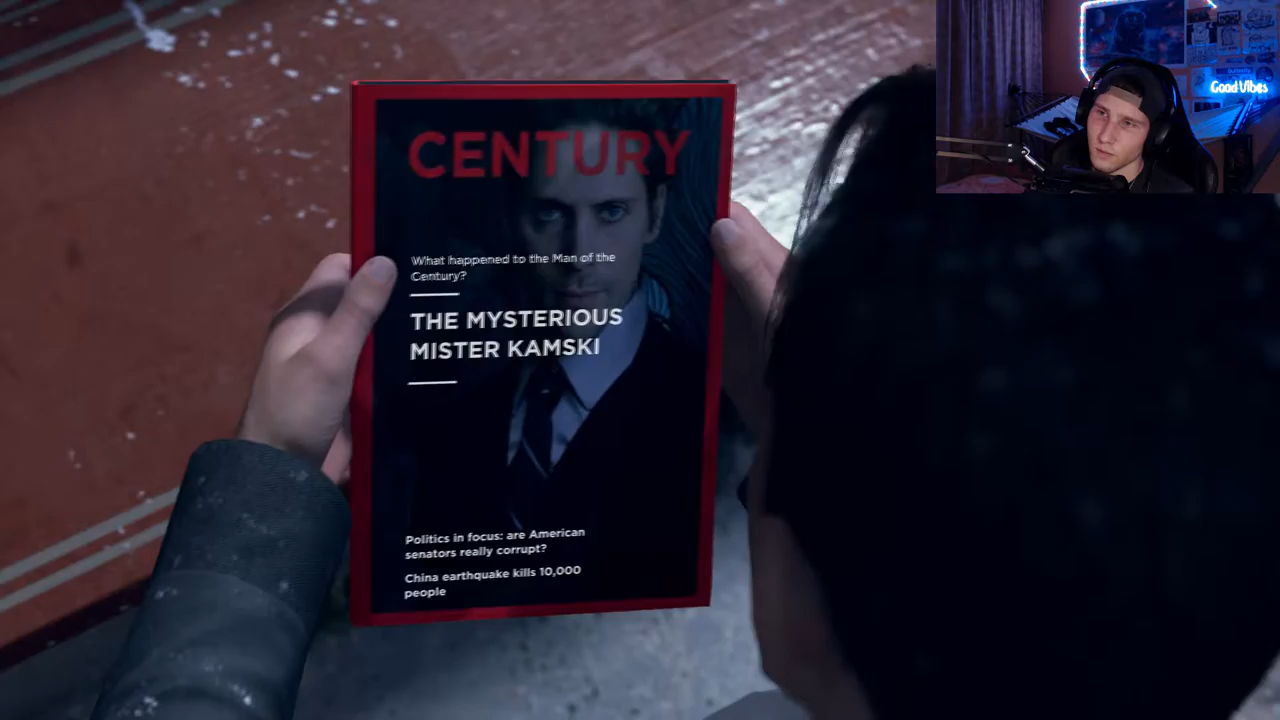 CENTURY
What happened to the Man of the
Century?
THE MYSTERIOUS
MISTER KAMSKI
Politics in focus: are American
senators really corrupt?
China earthquake kills 10,000
people
Good Vibes